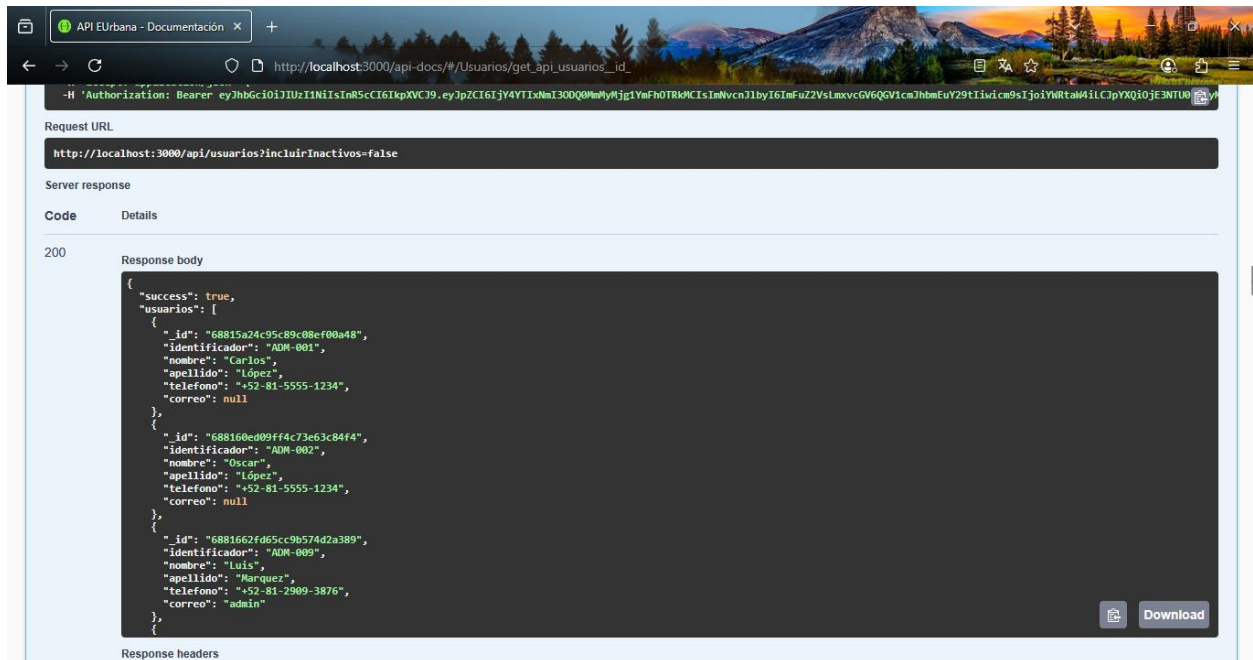 API EUrbana - Documentación
http://localhost:3000/api-docs/#/Usuarios/get_api_usuarios__id_
-H 'Authorization: Bearer
Request URL
http://localhost:3000/api/usuarios?incluirInactivos=false
Server response
Code Details
200
Response body
{
"success": true,
"usuarios": [
{
"_id": "68815a24c95c89c08ef00a48",
"identificador": "ADM-001",
"nombre": "Carlos",
"apellido": "López",
"telefono": "+52-81-5555-1234",
"correo": null
},
{
"_id": "688160ed09ff4c73e63c84f4",
"identificador": "ADM-002",
"nombre": "Oscar",
"apellido": "López",
"telefono": "+52-81-5555-1234",
"correo": null
},
{
"_id": "6881662fd65cc9b574d2a389",
"identificador": "ADM-009",
"nombre": "Luis",
"apellido": "Marquez",
"telefono": "+52-81-2909-3876",
"correo": "admin"
},
{
Download
Response headers